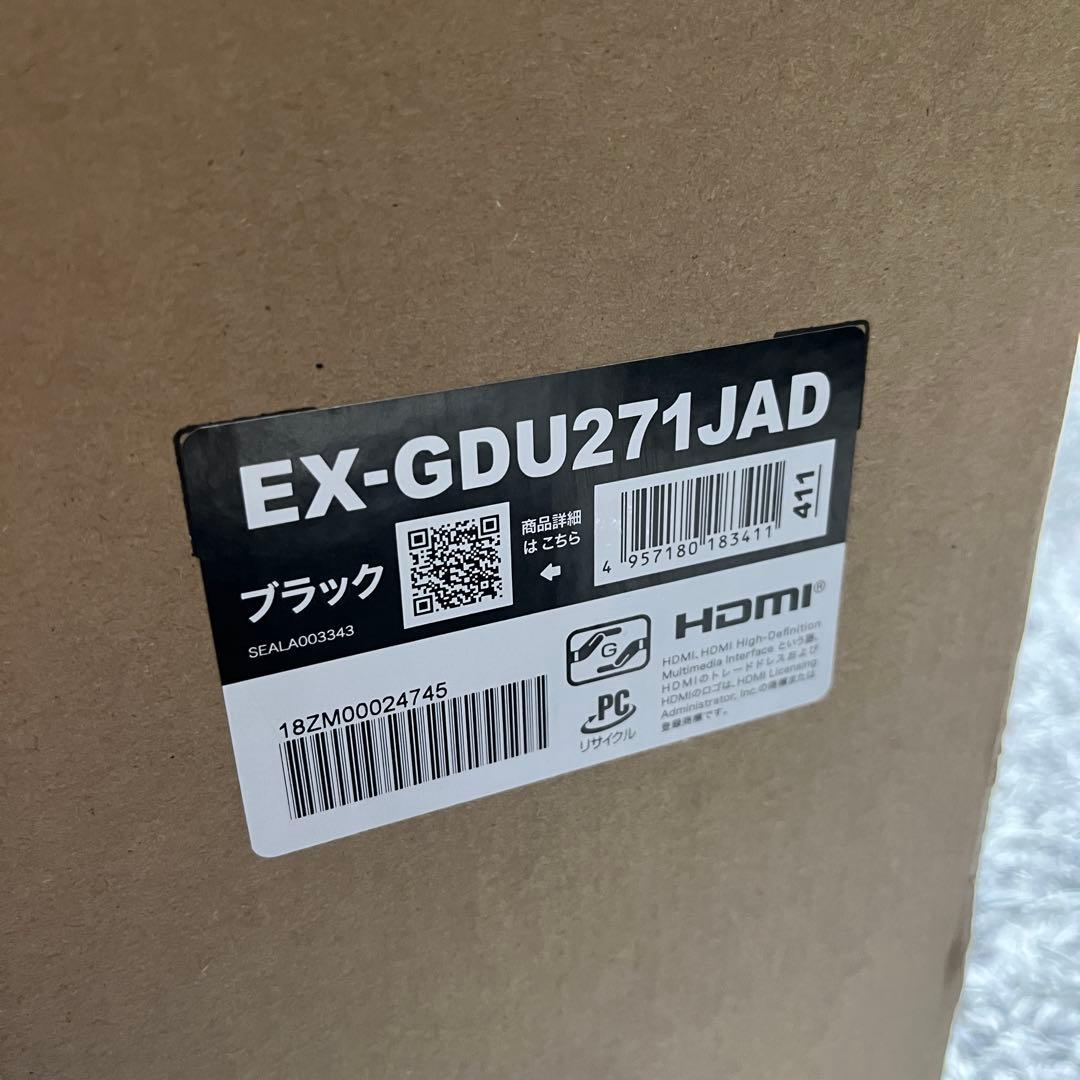 EX-GDU271JAD
ブラック
SEALA003343
商品詳細
は こちら
4 957180 183411
411
18ZM00024745
G
PC
リサイクル
HDMI®
HDMI、HDMI High-Definition
Multimedia Interface という語、
HDMIのトレードドレスおよび
HDMIのロゴは、HDMI Licensing
Administrator, Inc.の商標または
登録商標です。